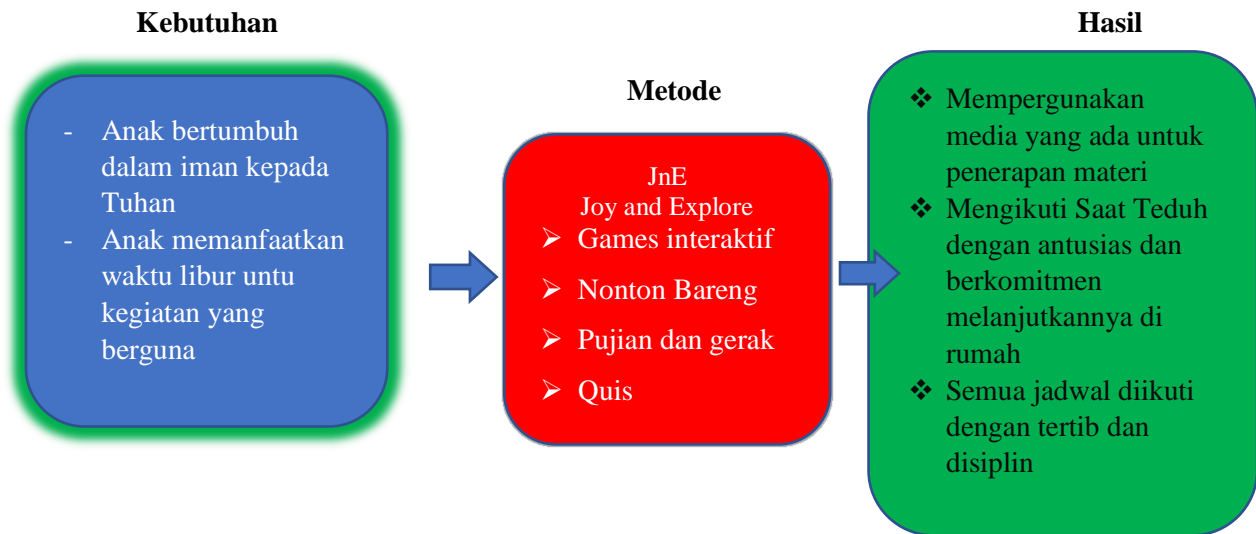 Kebutuhan
- Anak bertumbuh
dalam iman kepada
Tuhan
- Anak memanfaatkan
waktu libur untu
kegiatan yang
berguna
Metode
JnE
Joy and Explore
➢ Games interaktif
➢ Nonton Bareng
➢ Pujian dan gerak
➢ Quis
Hasil
❖ Mempergunakan
media yang ada untuk
penerapan materi
❖ Mengikuti Saat Teduh
dengan antusias dan
berkomitmen
melanjutkannya di
rumah
❖ Semua jadwal diikuti
dengan tertib dan
disiplin